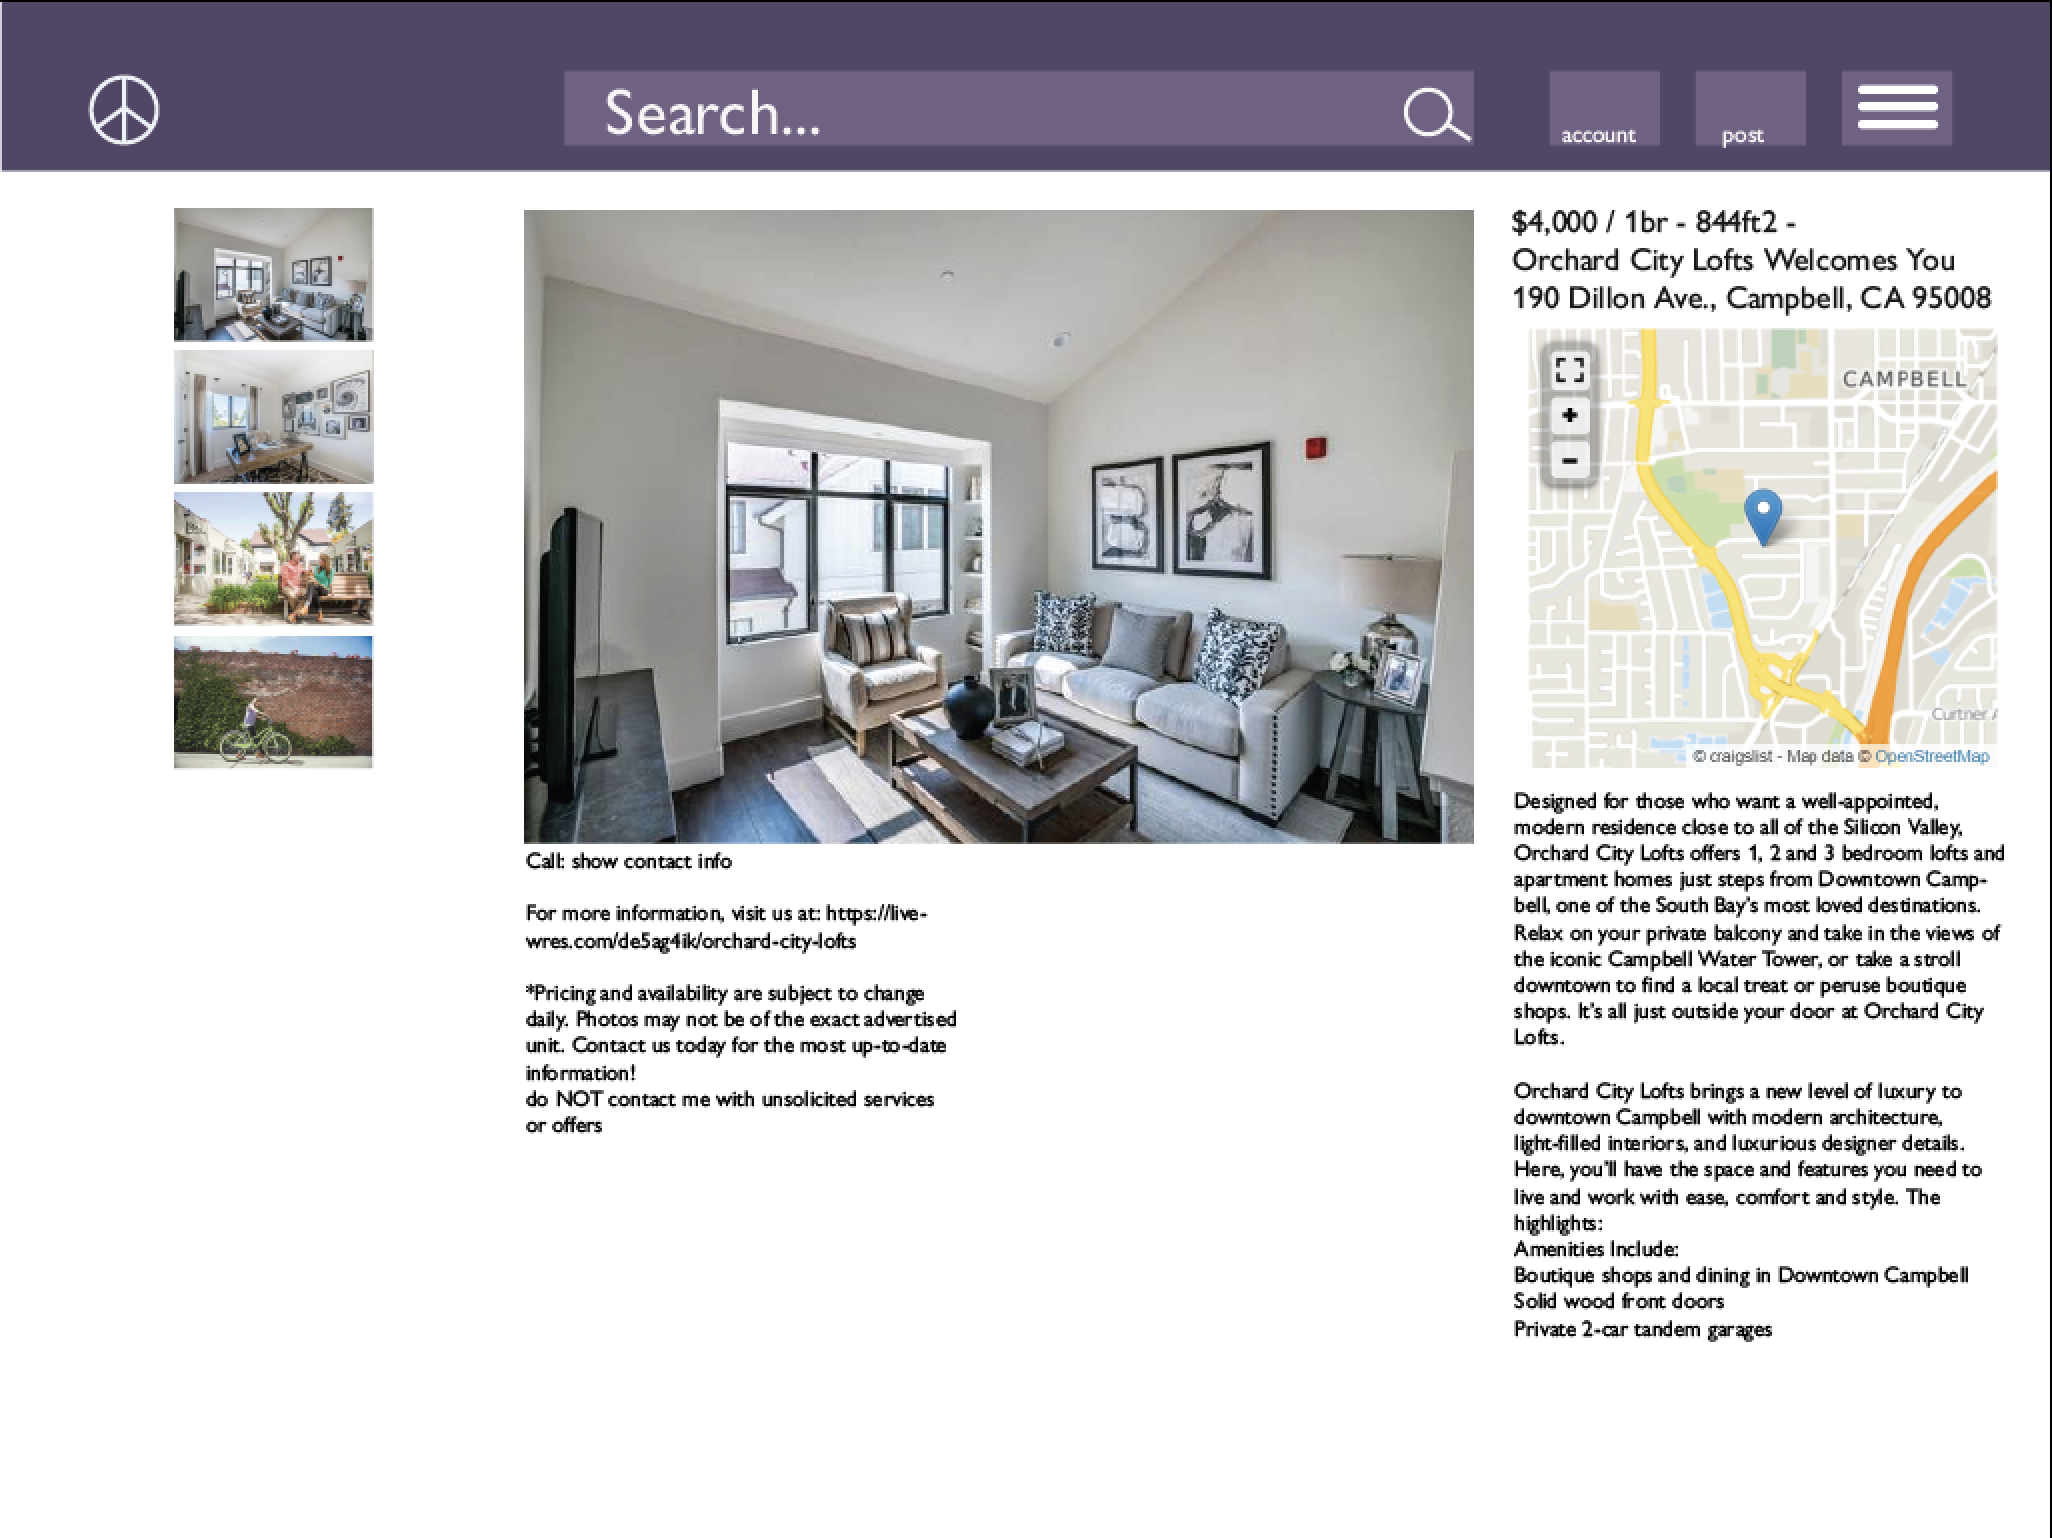 Search...
account
post
$4,000 / 1br - 844ft2 -
Orchard City Lofts Welcomes You
190 Dillon Ave., Campbell, CA 95008
CAMPBELL
+
-
Curtner A
© craigslist - Map data © OpenStreetMap
Call: show contact info
For more information, visit us at: https://live-
wres.com/de5ag4ik/orchard-city-lofts
*Pricing and availability are subject to change
daily. Photos may not be of the exact advertised
unit. Contact us today for the most up-to-date
information!
do NOT contact me with unsolicited services
or offers
Designed for those who want a well-appointed,
modern residence close to all of the Silicon Valley,
Orchard City Lofts offers 1, 2 and 3 bedroom lofts and
apartment homes just steps from Downtown Camp-
bell, one of the South Bay's most loved destinations.
Relax on your private balcony and take in the views of
the iconic Campbell Water Tower, or take a stroll
downtown to find a local treat or peruse boutique
shops. It's all just outside your door at Orchard City
Lofts.
Orchard City Lofts brings a new level of luxury to
downtown Campbell with modern architecture,
light-filled interiors, and luxurious designer details.
Here, you'll have the space and features you need to
live and work with ease, comfort and style. The
highlights:
Amenities Include:
Boutique shops and dining in Downtown Campbell
Solid wood front doors
Private 2-car tandem garages